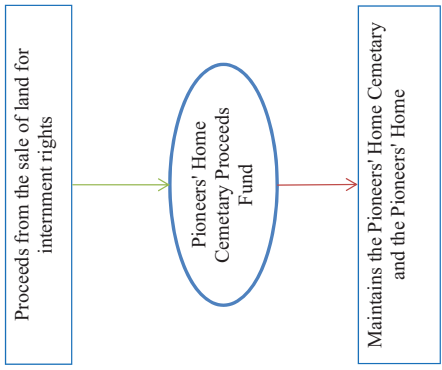 Proceeds from the sale of land for
internment rights
Pioneers' Home
Cemetary Proceeds
Fund
Maintains the Pioneers' Home Cemetary
and the Pioneers' Home